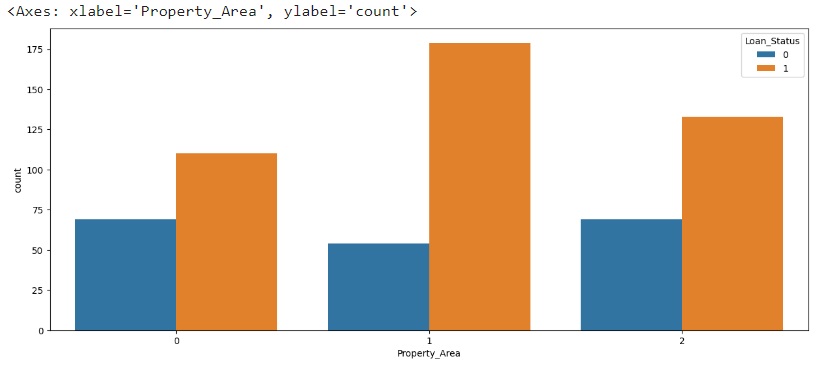 <Axes: xlabel='Property_Area', ylabel='count'>
Loan_Status
0
1
175
150
125
100
75
50
25
0
count
0 1 2
Property_Area